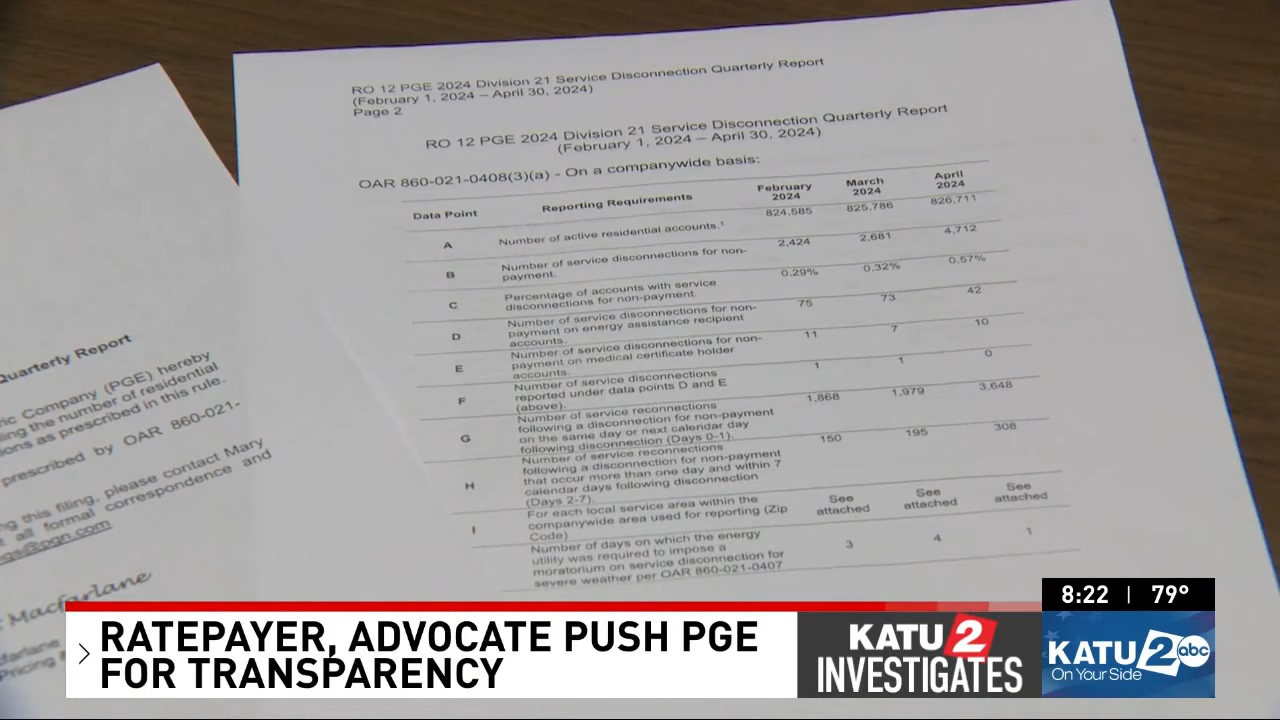 RO 12 PGE 2024 Division 21 Service Disconnection Quarterly Report
(February 1, 2024 – April 30, 2024)
Page 2
RO 12 PGE 2024 Division 21 Service Disconnection Quarterly Report
(February 1, 2024 – April 30, 2024)
OAR 860-021-0408(3)(a) - On a companywide basis:
Data Point Reporting Requirements February 2024 March 2024 April 2024
A Number of active residential accounts.¹ 824,585 825,786 826,711
B Number of service disconnections for non-
payment. 2,424 2,681 4,712
C Percentage of accounts with service
disconnections for non-payment. 0.29% 0.32% 0.57%
D Number of service disconnections for non-
payment on energy assistance recipient
accounts. 75 73 42
E Number of service disconnections for non-
payment on medical certificate holder
accounts. 11 7 10
F Number of service disconnections
reported under data points D and E
(above). 1 1 0
G Number of service reconnections
following a disconnection for non-payment
on the same day or next calendar day
following disconnection (Days 0-1). 1,868 1,979 3,648
H Number of service reconnections
following a disconnection for non-payment
that occur more than one day and within 7
calendar days following disconnection
(Days 2-7). 150 195 308
I For each local service area within the
companywide area used for reporting (Zip
Code) See attached See attached See attached
Number of days on which the energy
utility was required to impose a
moratorium on service disconnection for
severe weather per OAR 860-021-0407 3 4 1
Quarterly Report
ric Company (PGE) hereby
ing the number of residential
ions as prescribed in this rule.
prescribed by OAR 860-021-
ng this filing, please contact Mary
all formal correspondence and
gs@pgn.com
Macfarlane
RATEPAYER, ADVOCATE PUSH PGE
FOR TRANSPARENCY
KATU 2
INVESTIGATES
8:22 | 79°
KATU 2 abc
On Your Side